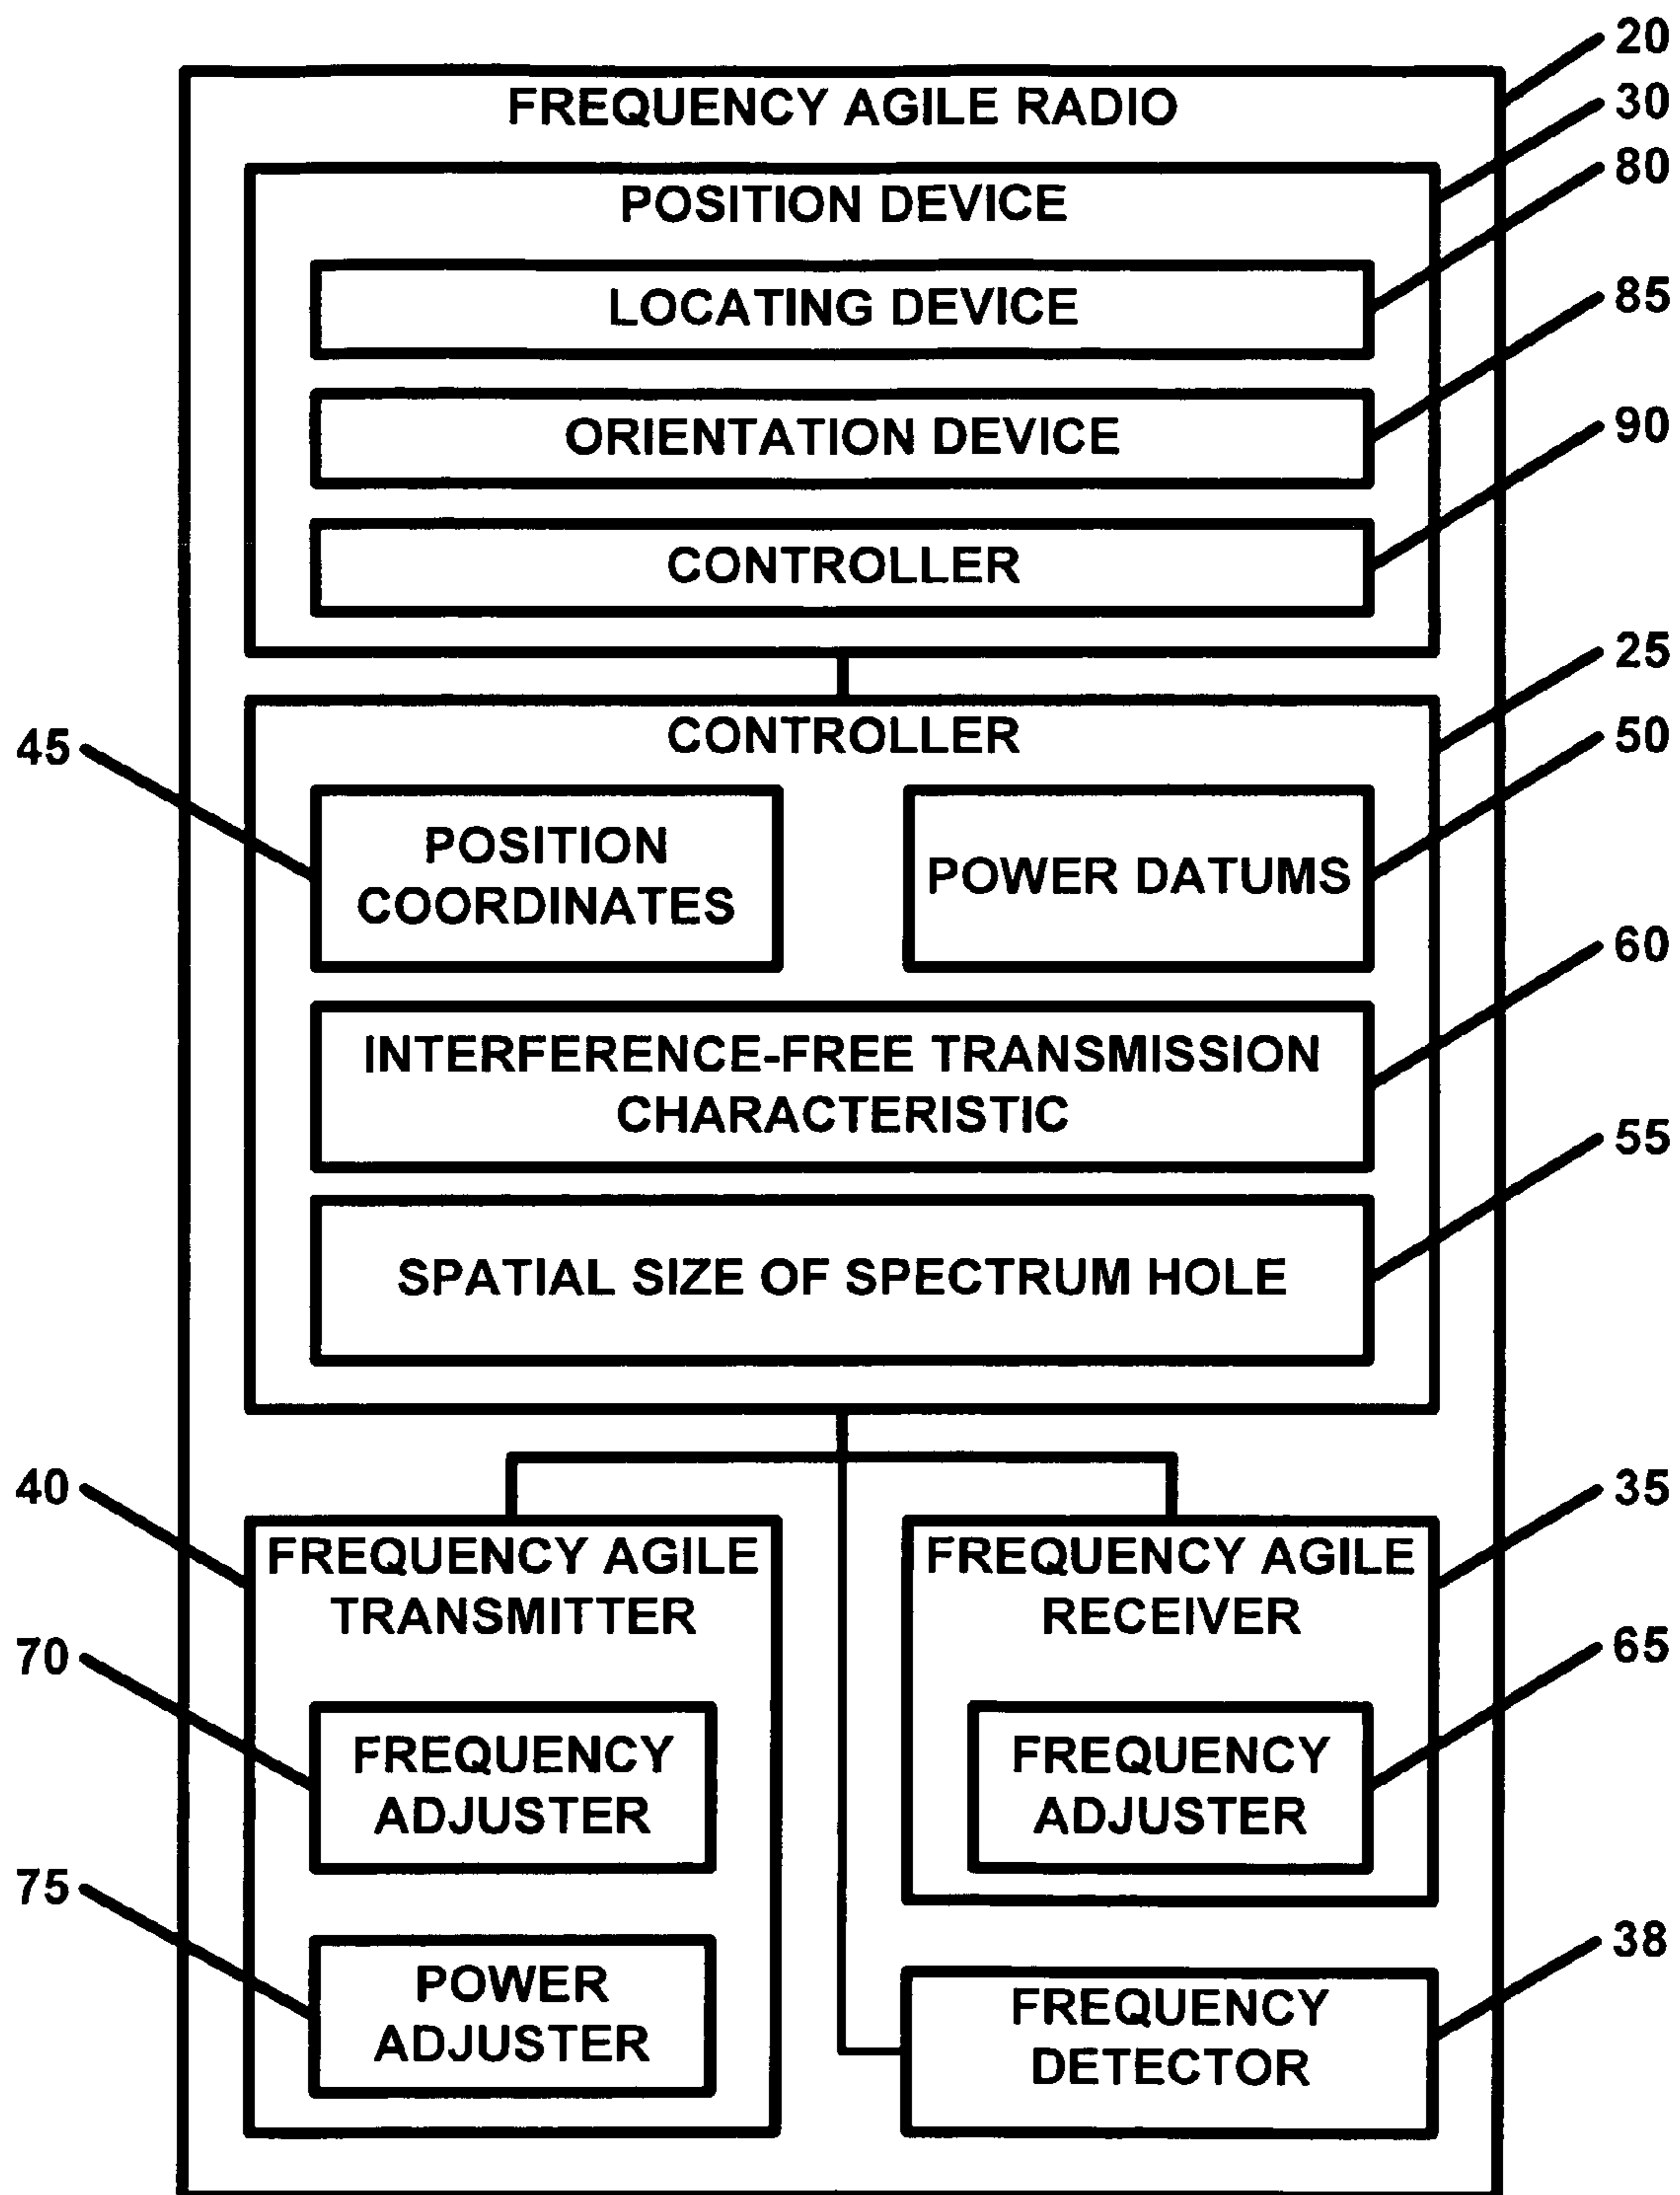 20
FREQUENCY AGILE RADIO
30
80
POSITION DEVICE
LOCATING DEVICE
85
ORIENTATION DEVICE
90
CONTROLLER
25
CONTROLLER
45
50
POSITION
COORDINATES
POWER DATUMS
60
INTERFERENCE-FREE TRANSMISSION
CHARACTERISTIC
55
SPATIAL SIZE OF SPECTRUM HOLE
40
35
FREQUENCY AGILE
TRANSMITTER
FREQUENCY AGILE
RECEIVER
70
65
FREQUENCY
ADJUSTER
FREQUENCY
ADJUSTER
75
38
POWER
ADJUSTER
FREQUENCY
DETECTOR